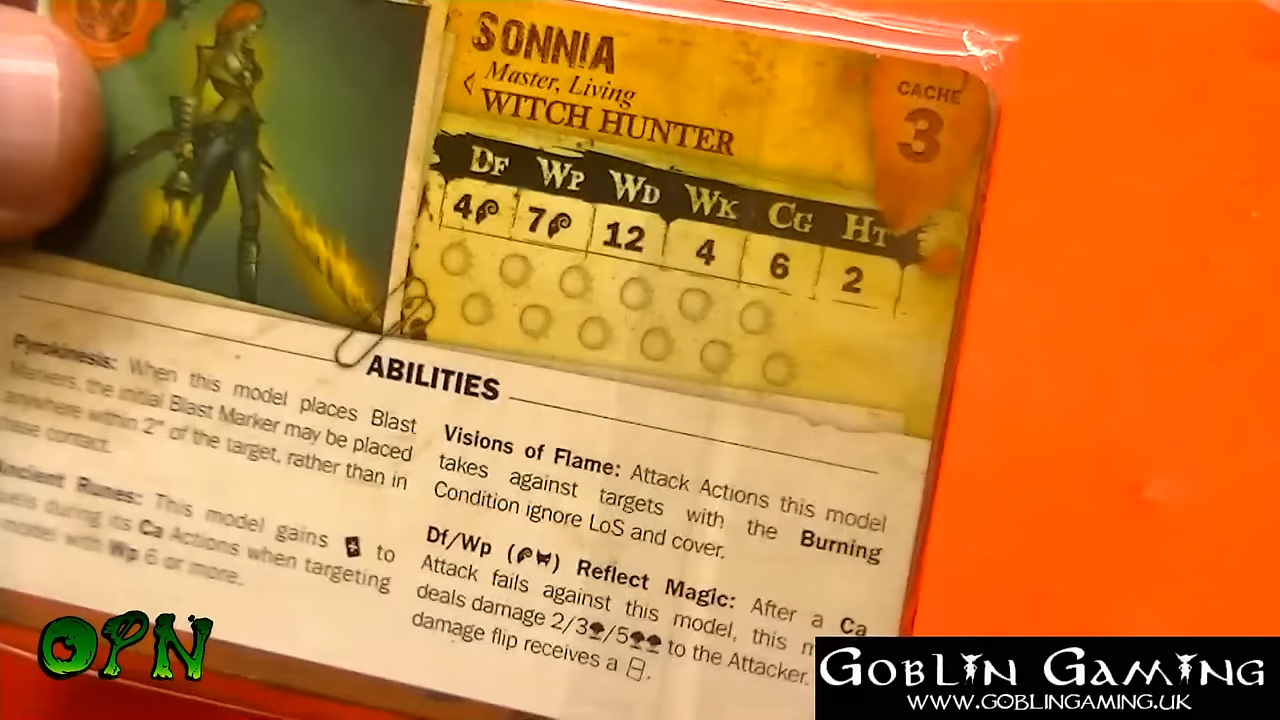 SONNIA
Master, Living
WITCH HUNTER
CACHE
3
DF WP WD WK CG HT
4 7 12 4 6 2
ABILITIES
Pyrokinesis: When this model places Blast
Markers, the initial Blast Marker may be placed
anywhere within 2" of the target, rather than in
base contact.
Ancient Runes: This model gains to
duels during its Ca Actions when targeting
model with Wp 6 or more.
Visions of Flame: Attack Actions this model
takes against targets with the Burning
Condition ignore LoS and cover.
Df/Wp ( ) Reflect Magic: After a Ca
Attack fails against this model, this m
deals damage 2/3/5 to the Attacker.
damage flip receives a .
OPN
GOBLIN GAMING
WWW.GOBLINGAMING.UK